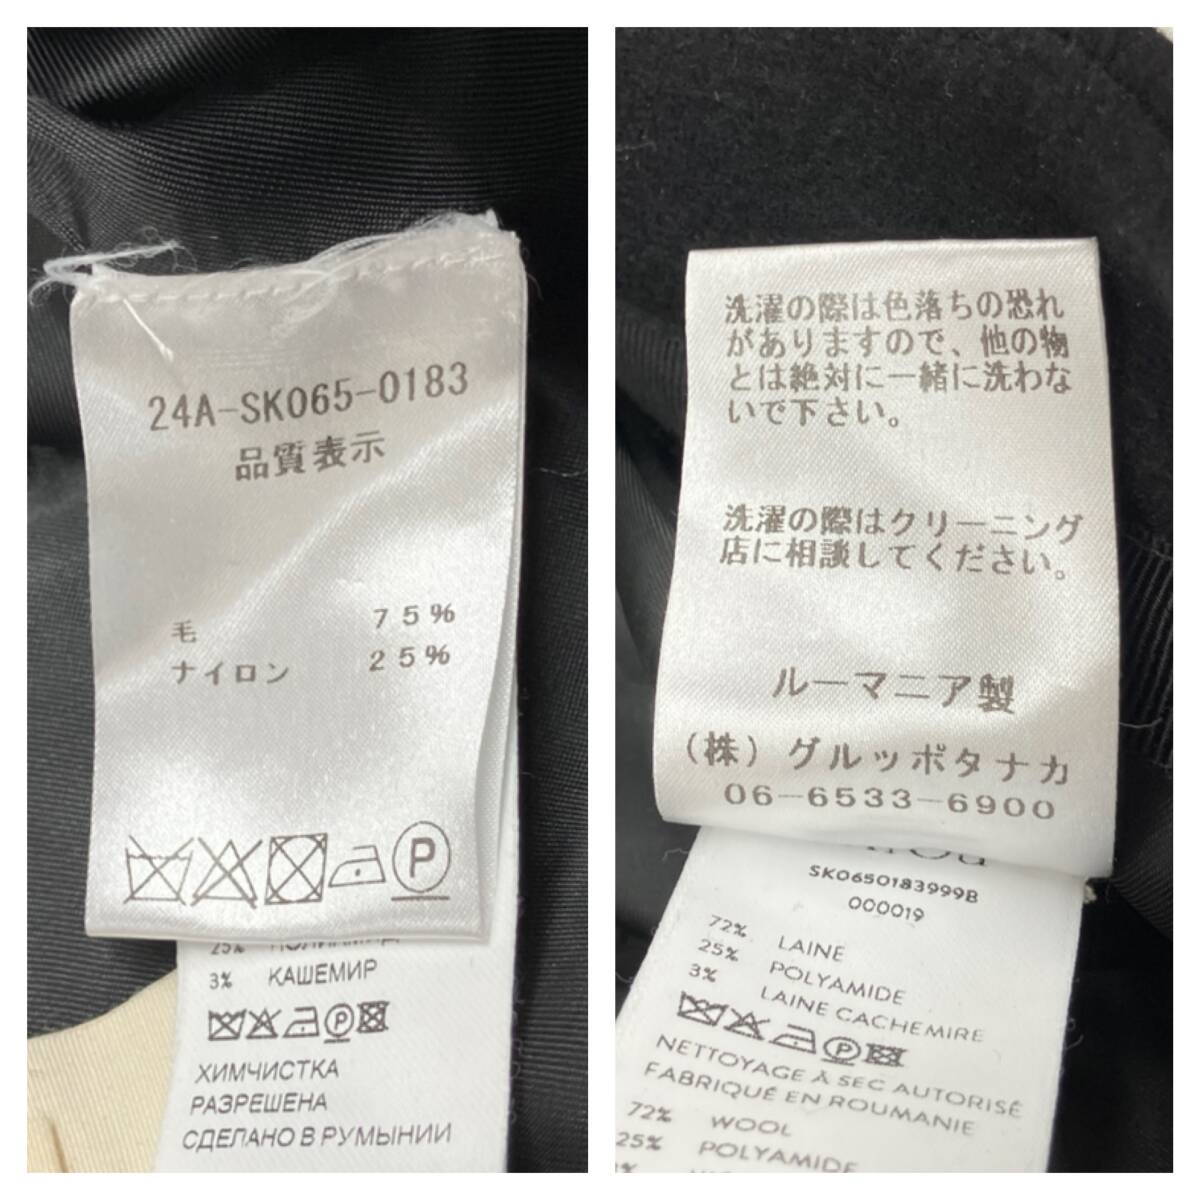 24A-SK065-0183
品質表示
毛 75%
ナイロン 25%
P
25% ПОЛИАМИД
3% КАШЕМИР
P
ХИМЧИСТКА
РАЗРЕШЕНА
СДЕЛАНО В РУМЫНИИ
洗濯の際は色落ちの恐れ
がありますので、他の物
とは絶対に一緒に洗わな
いで下さい。
洗濯の際はクリーニング
店に相談してください。
ルーマニア製
(株)グルッポタナカ
06-6533-6900
SK0650183999B
000019
72% LAINE
25% POLYAMIDE
3% LAINE CACHEMIRE
P
NETTOYAGE À SEC AUTORISÉ
FABRIQUÉ EN ROUMANIE
72% WOOL
25% POLYAMIDE